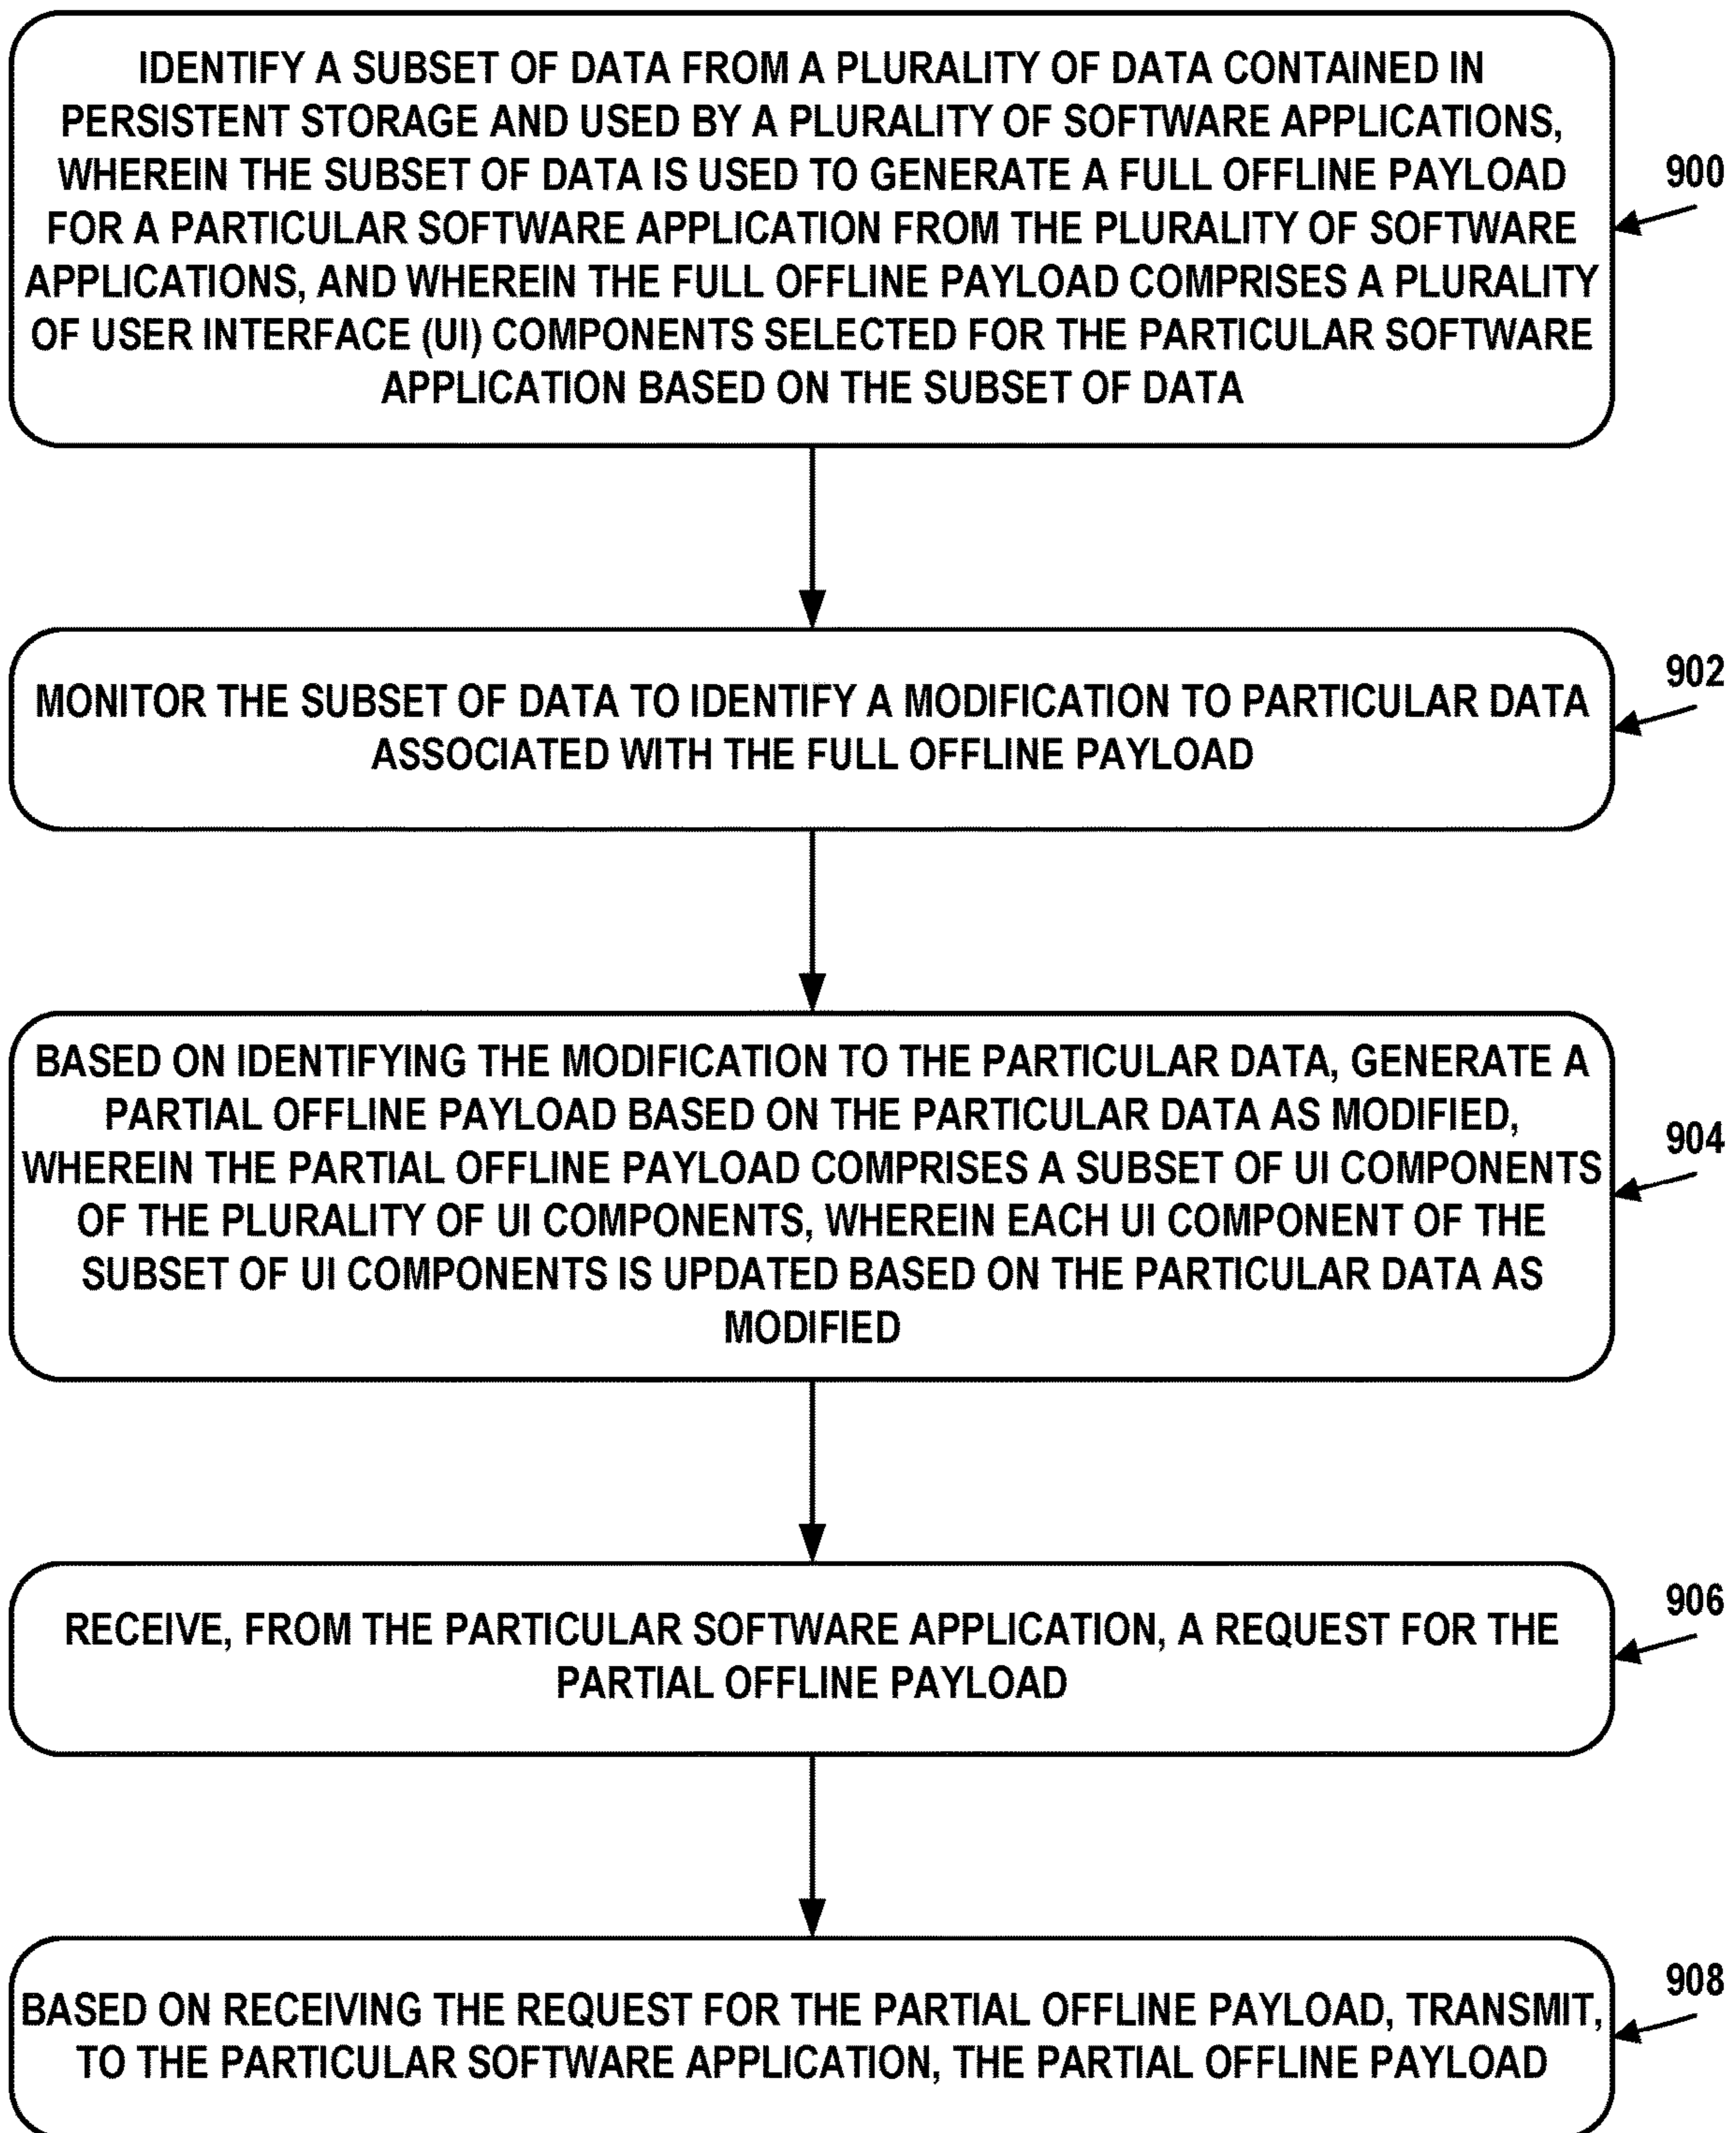 IDENTIFY A SUBSET OF DATA FROM A PLURALITY OF DATA CONTAINED IN
PERSISTENT STORAGE AND USED BY A PLURALITY OF SOFTWARE APPLICATIONS,
WHEREIN THE SUBSET OF DATA IS USED TO GENERATE A FULL OFFLINE PAYLOAD
FOR A PARTICULAR SOFTWARE APPLICATION FROM THE PLURALITY OF SOFTWARE
APPLICATIONS, AND WHEREIN THE FULL OFFLINE PAYLOAD COMPRISES A PLURALITY
OF USER INTERFACE (UI) COMPONENTS SELECTED FOR THE PARTICULAR SOFTWARE
APPLICATION BASED ON THE SUBSET OF DATA
900
MONITOR THE SUBSET OF DATA TO IDENTIFY A MODIFICATION TO PARTICULAR DATA
ASSOCIATED WITH THE FULL OFFLINE PAYLOAD
902
BASED ON IDENTIFYING THE MODIFICATION TO THE PARTICULAR DATA, GENERATE A
PARTIAL OFFLINE PAYLOAD BASED ON THE PARTICULAR DATA AS MODIFIED,
WHEREIN THE PARTIAL OFFLINE PAYLOAD COMPRISES A SUBSET OF UI COMPONENTS
OF THE PLURALITY OF UI COMPONENTS, WHEREIN EACH UI COMPONENT OF THE
SUBSET OF UI COMPONENTS IS UPDATED BASED ON THE PARTICULAR DATA AS
MODIFIED
904
RECEIVE, FROM THE PARTICULAR SOFTWARE APPLICATION, A REQUEST FOR THE
PARTIAL OFFLINE PAYLOAD
906
BASED ON RECEIVING THE REQUEST FOR THE PARTIAL OFFLINE PAYLOAD, TRANSMIT,
TO THE PARTICULAR SOFTWARE APPLICATION, THE PARTIAL OFFLINE PAYLOAD
908